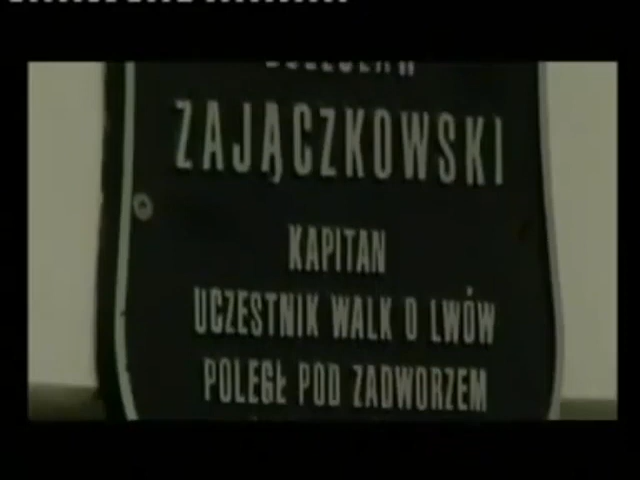 ZAJĄCZKOWSKI
KAPITAN
UCZESTNIK WALK O LWÓW
POLEGŁ POD ZADWORZEM